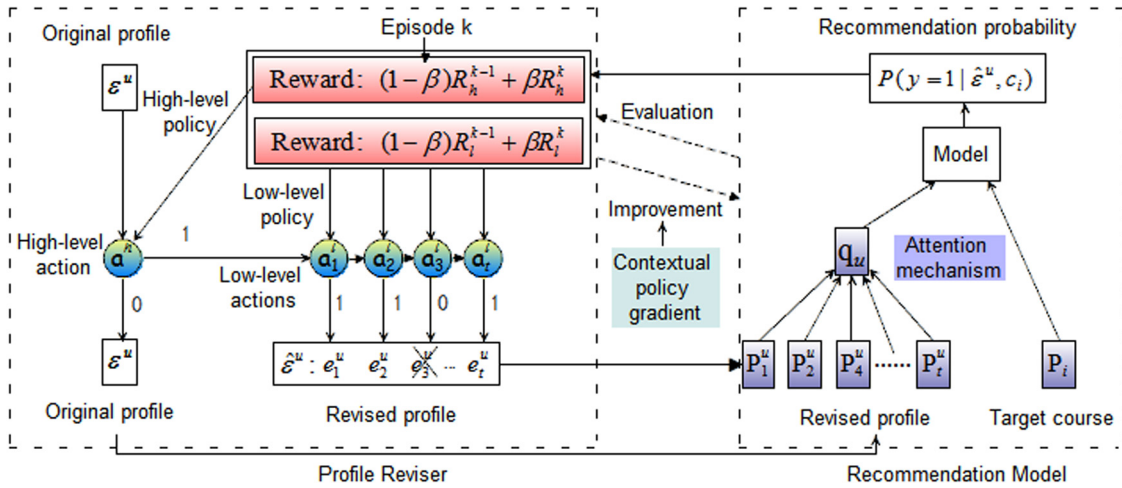 Original profile
Episode k
Recommendation probability
ε^u
Reward: (1−β)R_h^{k−1} + βR_h^k
P(y=1 | ε̂^u, c_i)
High-level
policy
Reward: (1−β)R_l^{k−1} + βR_l^k
Evaluation
Model
Low-level
policy
Improvement
High-level
action
a^h
1
Low-level
actions
a_1^l a_2^l a_3^l a_t^l
Contextual
policy
gradient
q_u
Attention
mechanism
0
1 1 0 1
ε^u
ε̂^u : e_1^u e_2^u e_3^u ... e_t^u
P_1^u P_2^u P_4^u ...... P_t^u
P_i
Original profile
Revised profile
Revised profile
Target course
Profile Reviser
Recommendation Model